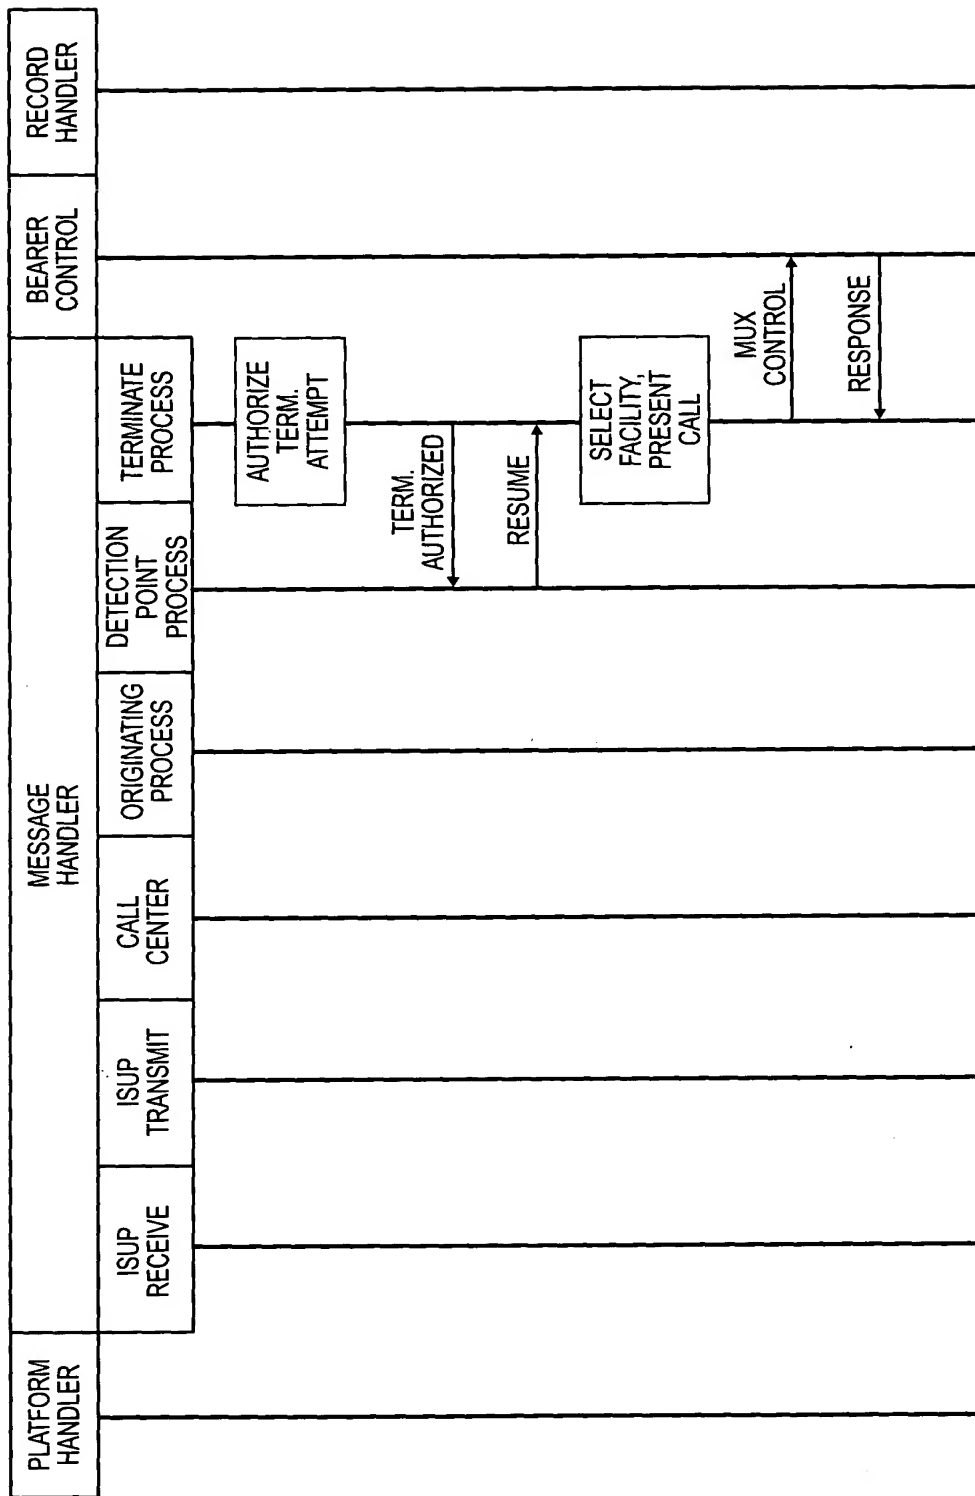 PLATFORM
HANDLER
MESSAGE
HANDLER
BEARER
CONTROL
RECORD
HANDLER
ISUP
RECEIVE
ISUP
TRANSMIT
CALL
CENTER
ORIGINATING
PROCESS
DETECTION
POINT
PROCESS
TERMINATE
PROCESS
AUTHORIZE
TERM.
ATTEMPT
TERM.
AUTHORIZED
RESUME
SELECT
FACILITY,
PRESENT
CALL
MUX
CONTROL
RESPONSE